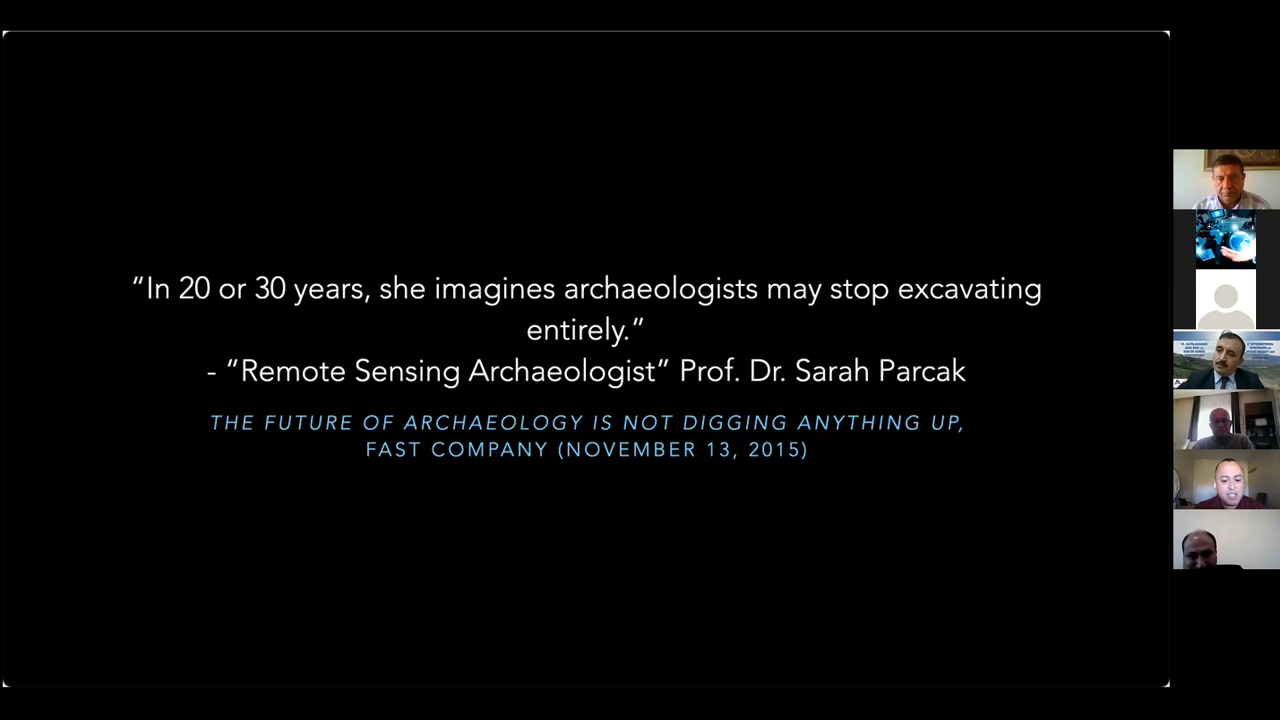 “In 20 or 30 years, she imagines archaeologists may stop excavating
entirely.”
- “Remote Sensing Archaeologist” Prof. Dr. Sarah Parcak
THE FUTURE OF ARCHAEOLOGY IS NOT DIGGING ANYTHING UP,
FAST COMPANY (NOVEMBER 13, 2015)